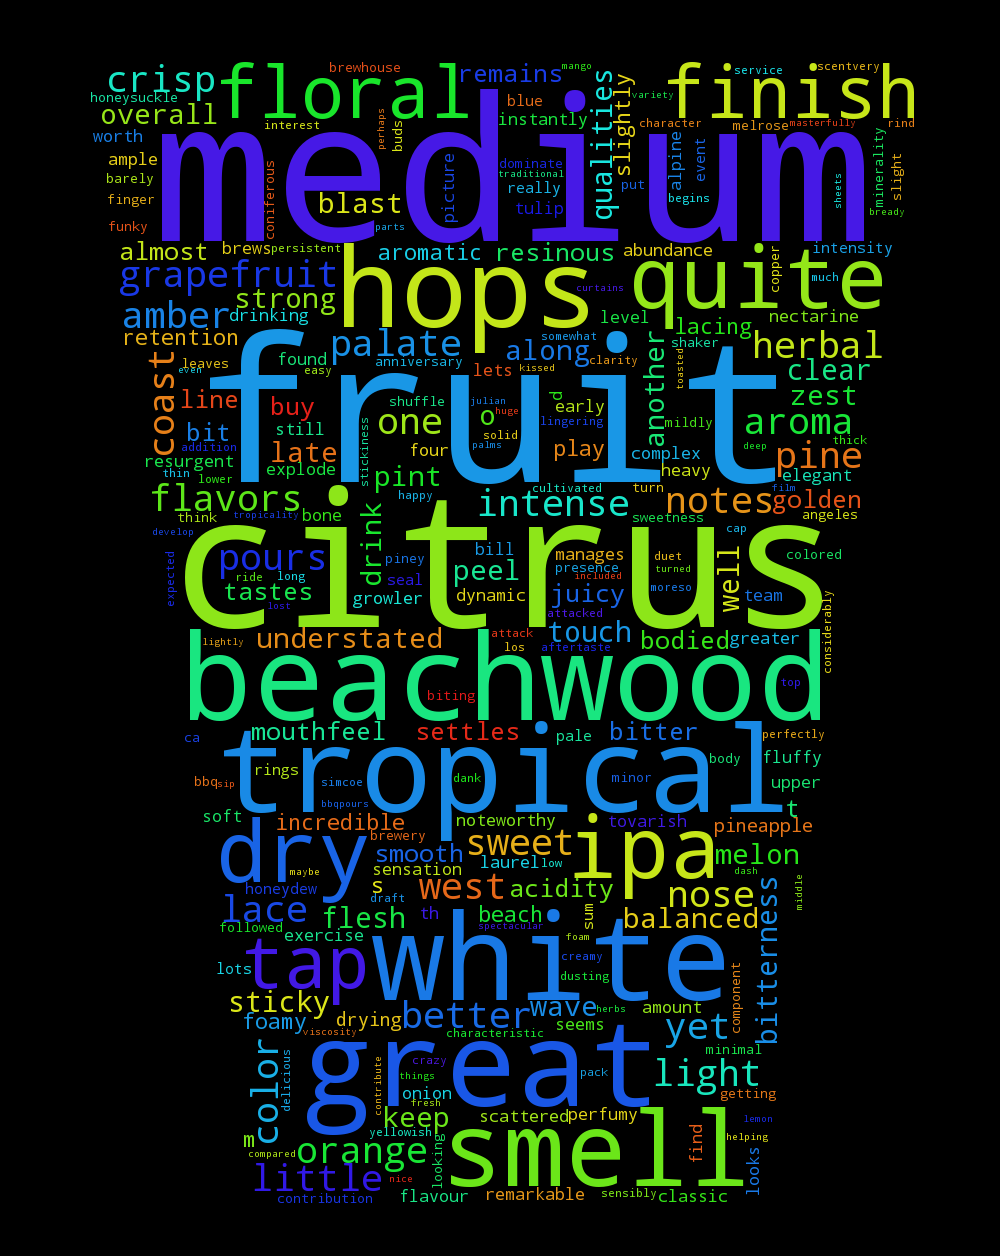 crisp floral brewhouse remains mango qualities slightly finish service scentvery
honeysuckle overall interest perhaps buds blue instantly variety character melrose masterfully rind
worth medium alpine event minerality
ample barely finger funky coniferous blast picture parts dominate traditional really tulip put begins sheets slight bready
almost brews persistent aromatic resinous abundance intensity
grapefruit hops curtains quite copper much
amber strong drinking level lacing nectarine
retention palate along somewhat clarity another shaker herbal
coast leaves even found easy anniversary lets kissed toasted clear
line buy fruit shuffle julian huge d early lingering zest
bit still one o solid palms mildly aroma thick
addition late stickiness four play complex deep pine
resurgent thin lower explode pint heavy elegant
flavors happy intense cultivated turn notes film golden
think tropicality bone citrus sweetness cap angeles
develop pours drink piney bill manages presence duet well colored
expected ride long seal peel included turned moreso
tastes lost growler dynamic juicy team considerably
lightly understated attack attacked los aftertaste touch bodied greater
beachwood biting top
ca mouthfeel settles pale bitter perfectly
bbq sip rings simcoe tropical dank minor body fluffy upper
bbqpours t
soft incredible brewery noteworthy tovarish pineapple
dry maybe smooth sensation sweet laurel low ipa melon dash
honeydew s draft west acidity nose middle
lace flesh th beach spectacular sum balanced bitterness
followed exercise white foam creamy
lots tap dusting component
sticky better wave herbs amount
foamy drying viscosity characteristic seems yet minimal
color delicious great crazy things pack light
contribute onion fresh getting
m compared yellowish keep scattered perfumy lemon helping
orange looking smell find looks
little nice contribution flavour remarkable sensibly classic